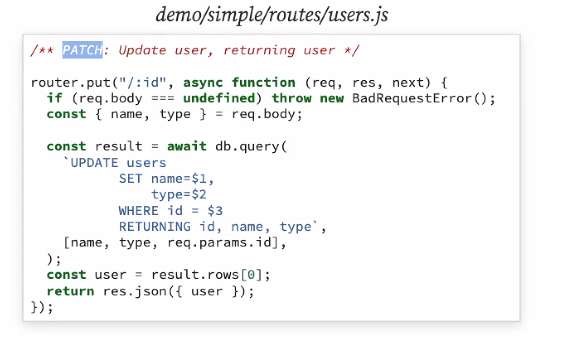 demo/simple/routes/users.js
/** PATCH: Update user, returning user */
router.put("/:id", async function (req, res, next) {
  if (req.body === undefined) throw new BadRequestError();
  const { name, type } = req.body;
  const result = await db.query(
    `UPDATE users
           SET name=$1,
               type=$2
           WHERE id = $3
           RETURNING id, name, type`,
    [name, type, req.params.id],
  );
  const user = result.rows[0];
  return res.json({ user });
});